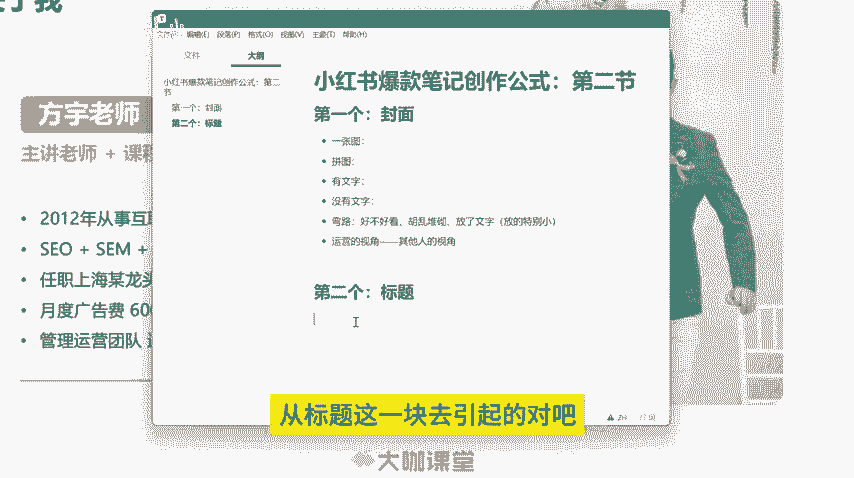 方宇老师
主讲老师 + 课程
2012年从事互联
SEO + SEM +
任职上海某龙头
月度广告费 600
管理运营团队
编辑(E) 段落(P) 格式(O) 视图(V) 主题(T) 帮助(H)
文件 大纲
小红书爆款笔记创作公式：第二节
第一个：封面
第二个：标题
小红书爆款笔记创作公式：第二节
第一个：封面
一张图：
拼图：
有文字：
没有文字：
弯路：好不好看、胡乱堆砌、放了文字（放的特别小）
运营的视角——其他人的视角
第二个：标题
从标题这一块去引起的对吧
大咖课堂